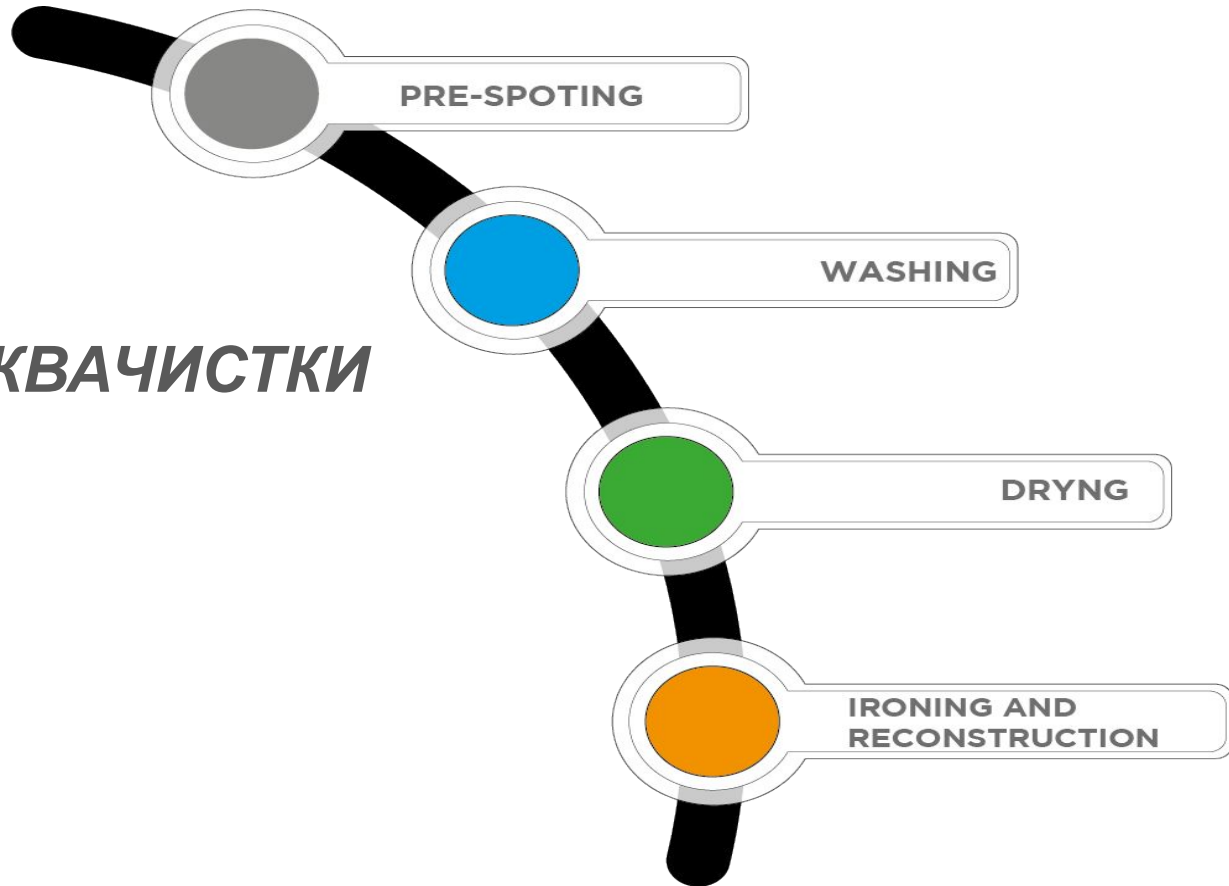 PRE-SPOTING
WASHING
КВАЧИСТКИ
DRYNG
IRONING AND
RECONSTRUCTION